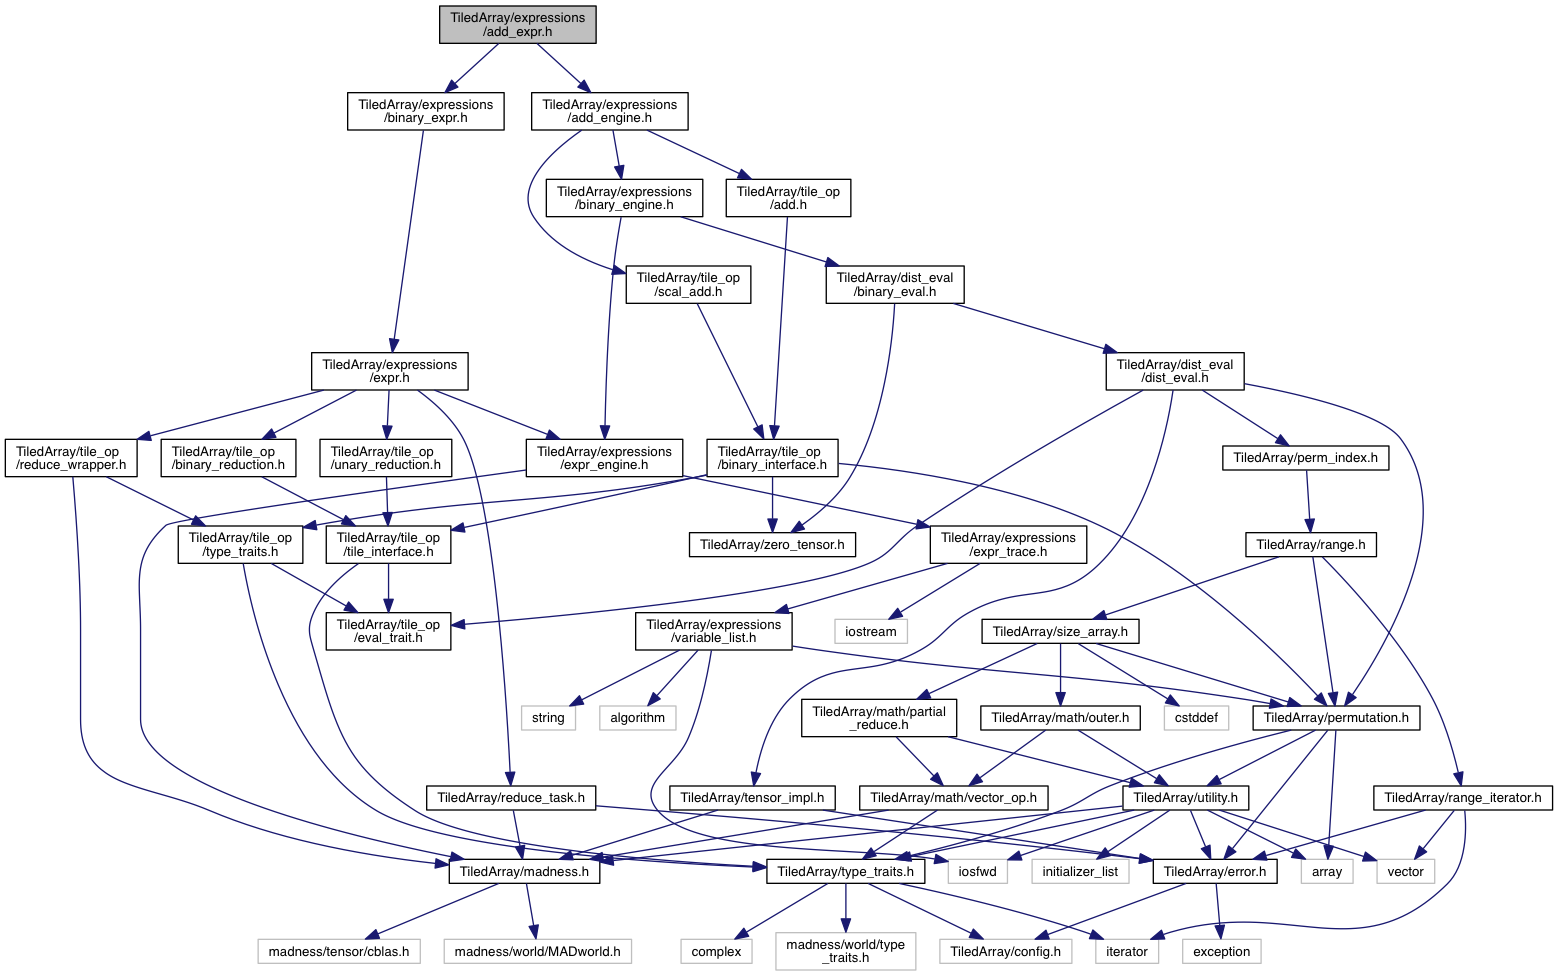 TiledArray/expressions
/add_expr.h
TiledArray/expressions
/binary_expr.h
TiledArray/expressions
/add_engine.h
TiledArray/expressions
/binary_engine.h
TiledArray/tile_op
/add.h
TiledArray/tile_op
/scal_add.h
TiledArray/dist_eval
/binary_eval.h
TiledArray/expressions
/expr.h
TiledArray/dist_eval
/dist_eval.h
TiledArray/tile_op
/reduce_wrapper.h
TiledArray/tile_op
/binary_reduction.h
TiledArray/tile_op
/unary_reduction.h
TiledArray/expressions
/expr_engine.h
TiledArray/tile_op
/binary_interface.h
TiledArray/perm_index.h
TiledArray/tile_op
/type_traits.h
TiledArray/tile_op
/tile_interface.h
TiledArray/zero_tensor.h
TiledArray/expressions
/expr_trace.h
TiledArray/range.h
TiledArray/tile_op
/eval_trait.h
TiledArray/expressions
/variable_list.h
iostream
TiledArray/size_array.h
string
algorithm
TiledArray/math/partial
_reduce.h
TiledArray/math/outer.h
cstddef
TiledArray/permutation.h
TiledArray/reduce_task.h
TiledArray/tensor_impl.h
TiledArray/math/vector_op.h
TiledArray/utility.h
TiledArray/range_iterator.h
TiledArray/madness.h
TiledArray/type_traits.h
iosfwd
initializer_list
TiledArray/error.h
array
vector
madness/tensor/cblas.h
madness/world/MADworld.h
complex
madness/world/type
_traits.h
TiledArray/config.h
iterator
exception